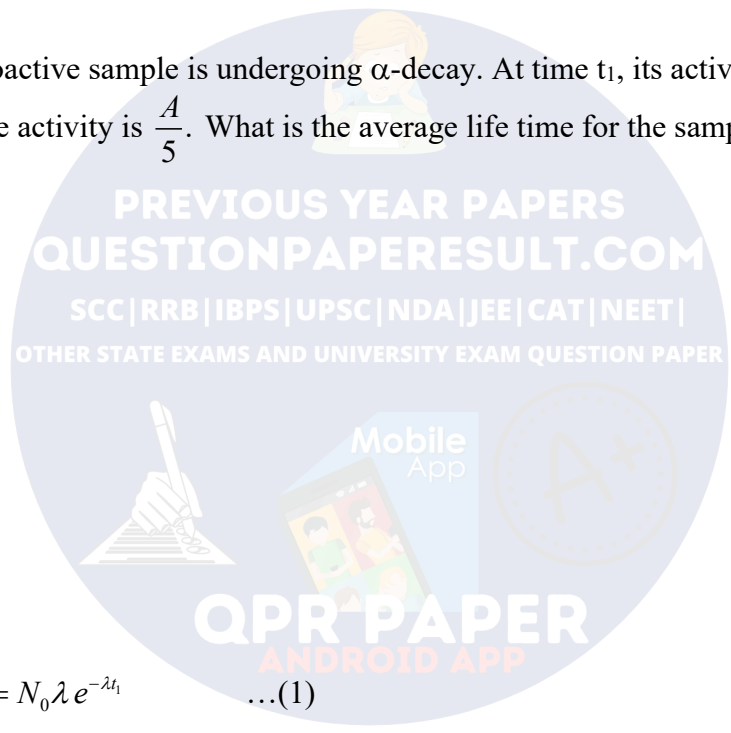 oactive sample is undergoing α-decay. At time t₁, its activ
e activity is A/5. What is the average life time for the samp
PREVIOUS YEAR PAPERS
QUESTIONPAPERESULT.COM
SCC|RRB|IBPS|UPSC|NDA|JEE|CAT|NEET|
OTHER STATE EXAMS AND UNIVERSITY EXAM QUESTION PAPER
Mobile
App
A+
QPR PAPER
ANDROID APP
= N₀λ e^{-λt₁} …(1)